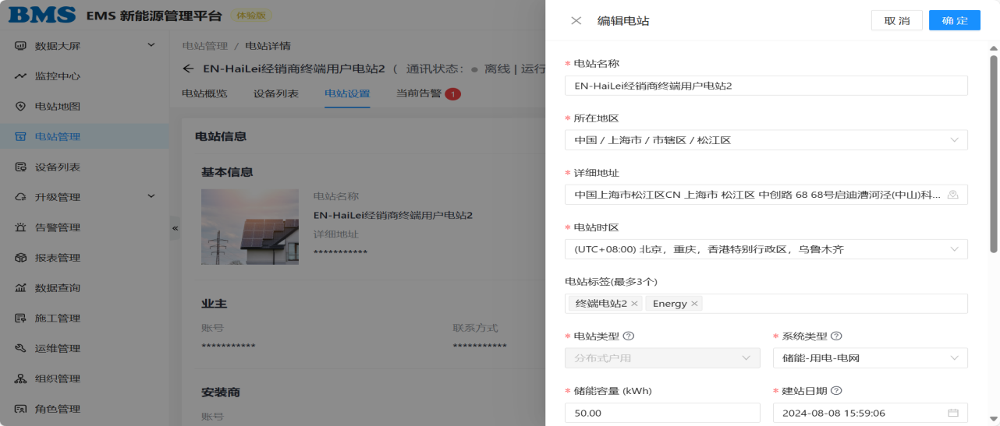 BMS EMS 新能源管理平台 体验版
数据大屏
监控中心
电站地图
电站管理
设备列表
升级管理
告警管理
报表管理
数据查询
施工管理
运维管理
组织管理
角色管理
«
电站管理 / 电站详情
EN-HaiLei经销商终端用户电站2 ( 通讯状态: 离线 | 运行
电站概览 设备列表 电站设置 当前告警 1
电站信息
基本信息
电站名称
EN-HaiLei经销商终端用户电站2
详细地址
***********
业主
账号 联系方式
*********** ***********
安装商
账号
编辑电站 取 消 确 定
* 电站名称
EN-HaiLei经销商终端用户电站2
* 所在地区
中国 / 上海市 / 市辖区 / 松江区
* 详细地址
中国上海市松江区CN 上海市 松江区 中创路 68 68号启迪漕河泾(中山)科...
* 电站时区
(UTC+08:00) 北京，重庆，香港特别行政区，乌鲁木齐
电站标签(最多3个)
终端电站2 × Energy ×
* 电站类型 * 系统类型
分布式户用 储能-用电-电网
* 储能容量 (kWh) * 建站日期
50.00 2024-08-08 15:59:06